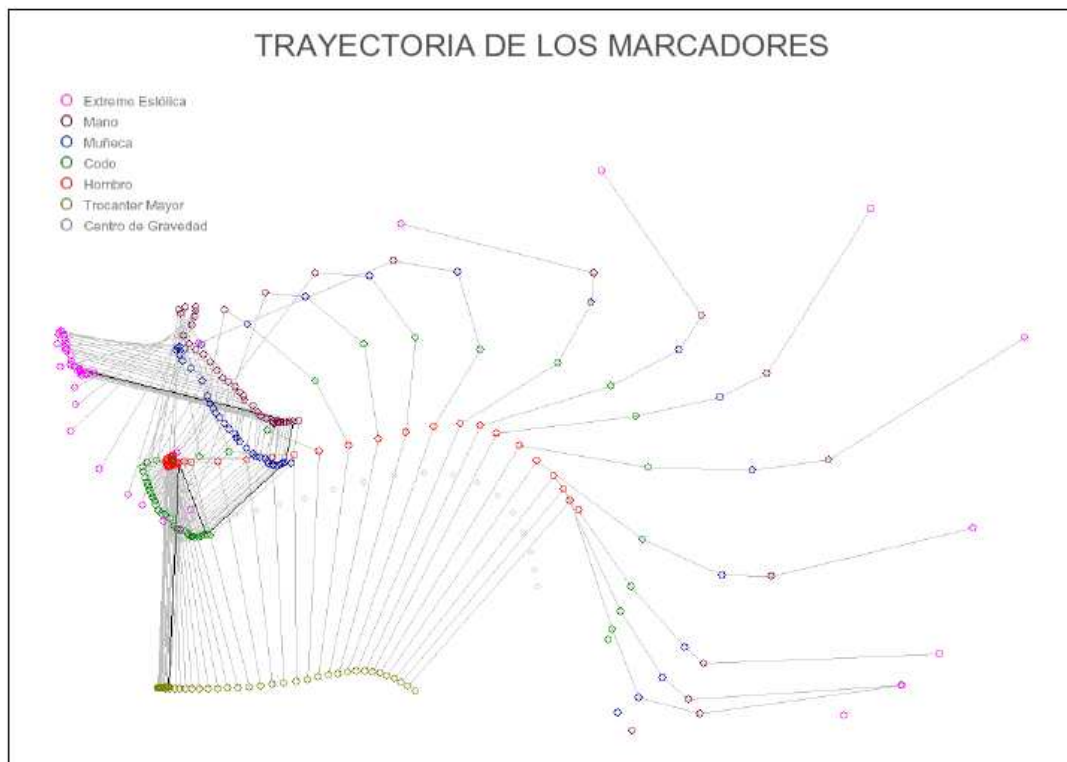 TRAYECTORIA DE LOS MARCADORES
Extremo Estólica
Mano
Muñeca
Codo
Hombro
Trocanter Mayor
Centro de Gravedad